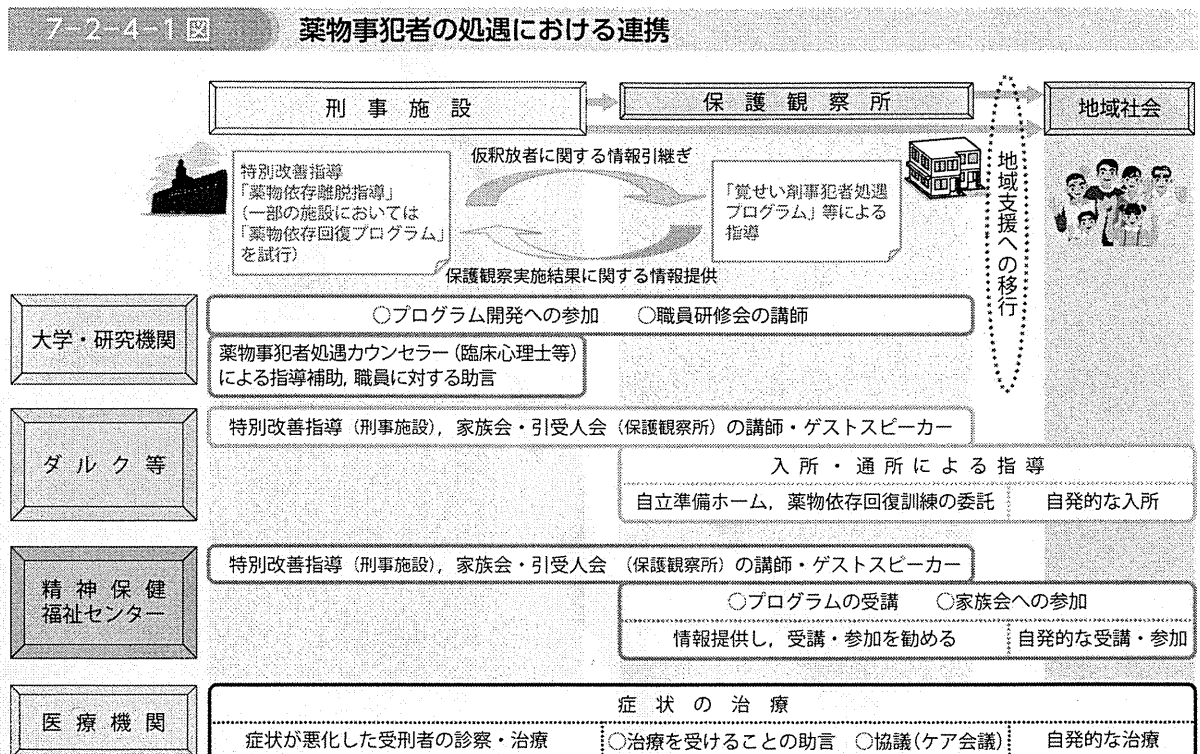 7-2-4-1図 薬物事犯者の処遇における連携
刑事施設
保護観察所
地域社会
特別改善指導
「薬物依存離脱指導」
(一部の施設においては
「薬物依存回復プログラム」
を試行)
仮釈放者に関する情報引継ぎ
「覚せい剤事犯者処遇
プログラム」等による
指導
保護観察実施結果に関する情報提供
地域支援への移行
大学・研究機関
○プログラム開発への参加 ○職員研修会の講師
薬物事犯者処遇カウンセラー(臨床心理士等)
による指導補助,職員に対する助言
ダルク等
特別改善指導(刑事施設),家族会・引受人会(保護観察所)の講師・ゲストスピーカー
入所・通所による指導
自立準備ホーム,薬物依存回復訓練の委託 自発的な入所
精神保健
福祉センター
特別改善指導(刑事施設),家族会・引受人会(保護観察所)の講師・ゲストスピーカー
○プログラムの受講 ○家族会への参加
情報提供し,受講・参加を勧める 自発的な受講・参加
医療機関
症状の治療
症状が悪化した受刑者の診察・治療 ○治療を受けることの助言 ○協議(ケア会議) 自発的な治療